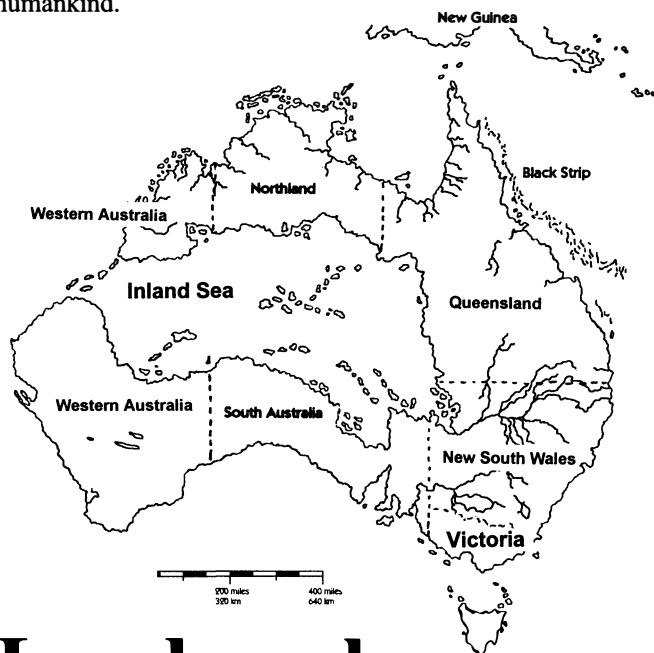 humankind.
New Guinea
Black Strip
Northland
Western Australia
Inland Sea
Queensland
Western Australia
South Australia
New South Wales
Victoria
200 miles 400 miles
320 km 640 km